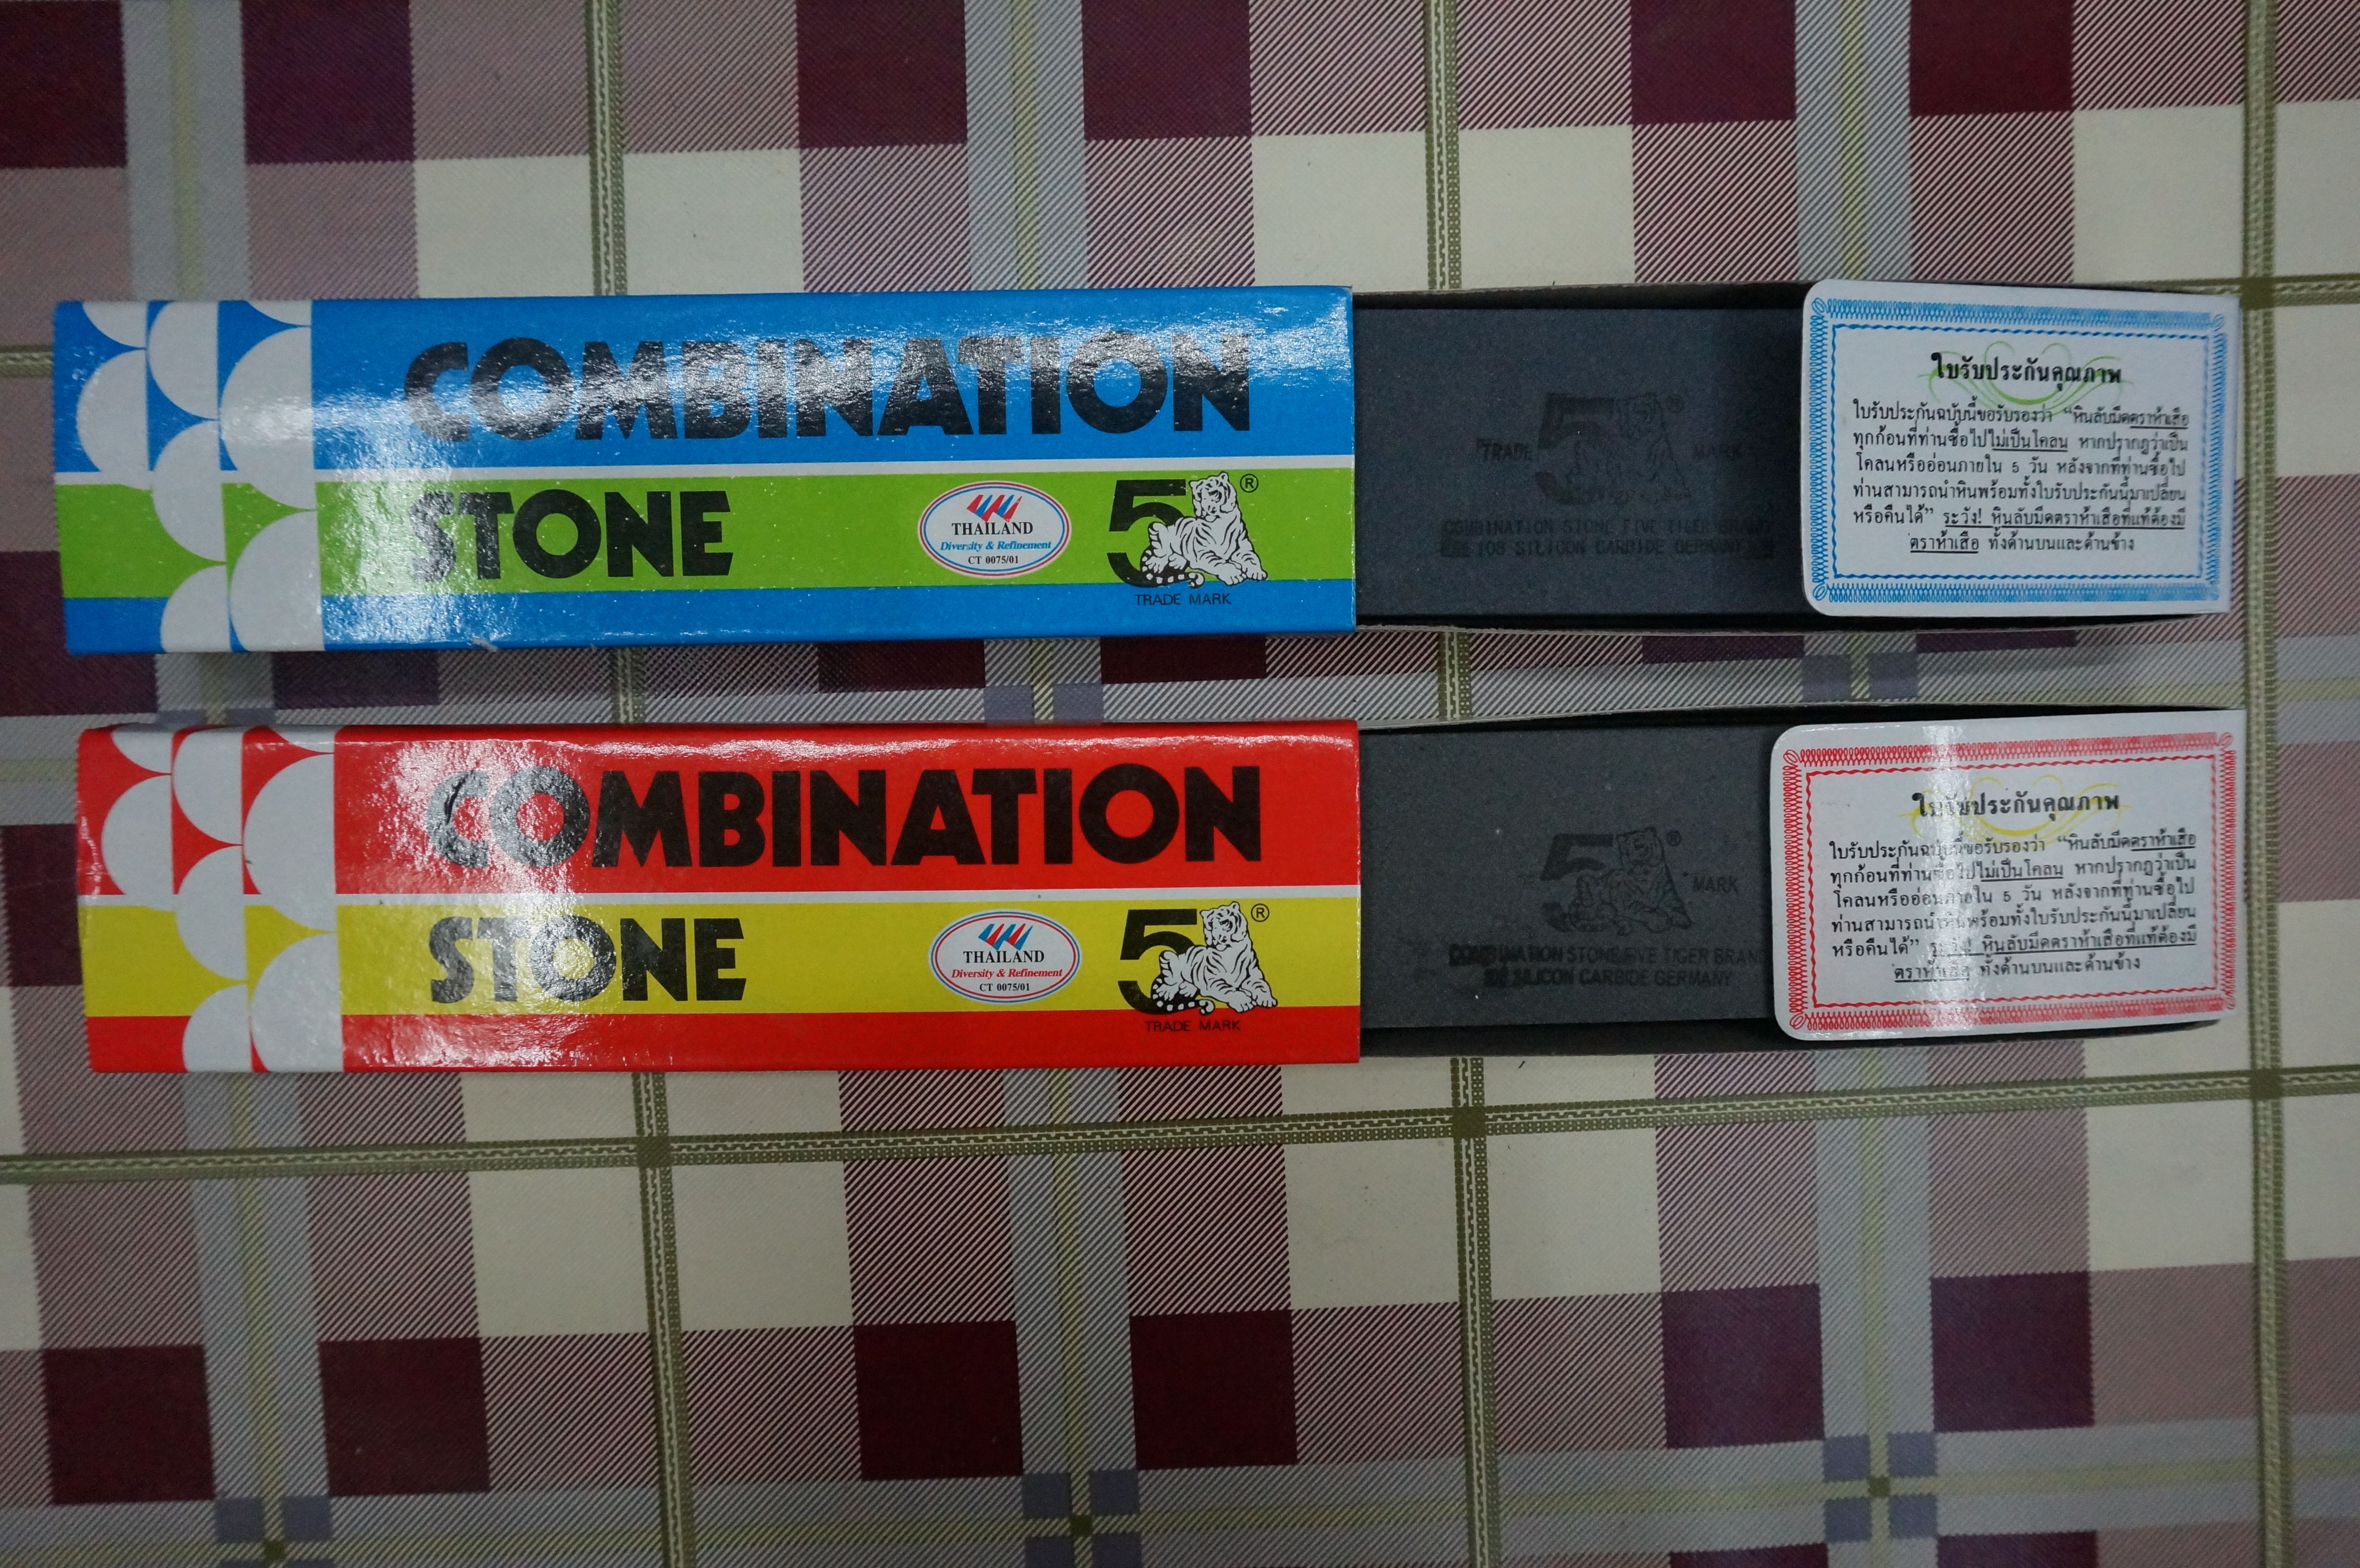 COMBINATION
STONE
THAILAND
Diversity & Refinement
CT 0075/01
5 ®
TRADE MARK
5 ®
TRADE MARK
COMBINATION STONE FIVE TIGER BRAND
108 SILICON CARBIDE GERMANY
ใบรับประกันคุณภาพ
ใบรับประกันฉบับนี้ขอรับรองว่า “หินลับมีดตราห้าเสือ
ทุกก้อนที่ท่านซื้อไปไม่เป็นโคลน หากปรากฏว่าเป็น
โคลนหรืออ่อนภายใน 5 วัน หลังจากที่ท่านซื้อไป
ท่านสามารถนำหินพร้อมทั้งใบรับประกันนี้มาเปลี่ยน
หรือคืนได้” ระวัง! หินลับมีดตราห้าเสือที่แท้ต้องมี
ตราห้าเสือ ทั้งด้านบนและด้านข้าง
COMBINATION
STONE
THAILAND
Diversity & Refinement
CT 0075/01
5 ®
TRADE MARK
5 ®
MARK
COMBINATION STONE FIVE TIGER BRAN
SILICON CARBIDE GERMANY
ใบรับประกันคุณภาพ
ใบรับประกันฉบับนี้ขอรับรองว่า “หินลับมีดตราห้าเสือ
ทุกก้อนที่ท่านซื้อไปไม่เป็นโคลน หากปรากฏว่าเป็น
โคลนหรืออ่อนภายใน 5 วัน หลังจากที่ท่านซื้อไป
ท่านสามารถนำหินพร้อมทั้งใบรับประกันนี้มาเปลี่ยน
หรือคืนได้” ระวัง! หินลับมีดตราห้าเสือที่แท้ต้องมี
ตราห้าเสือ ทั้งด้านบนและด้านข้าง